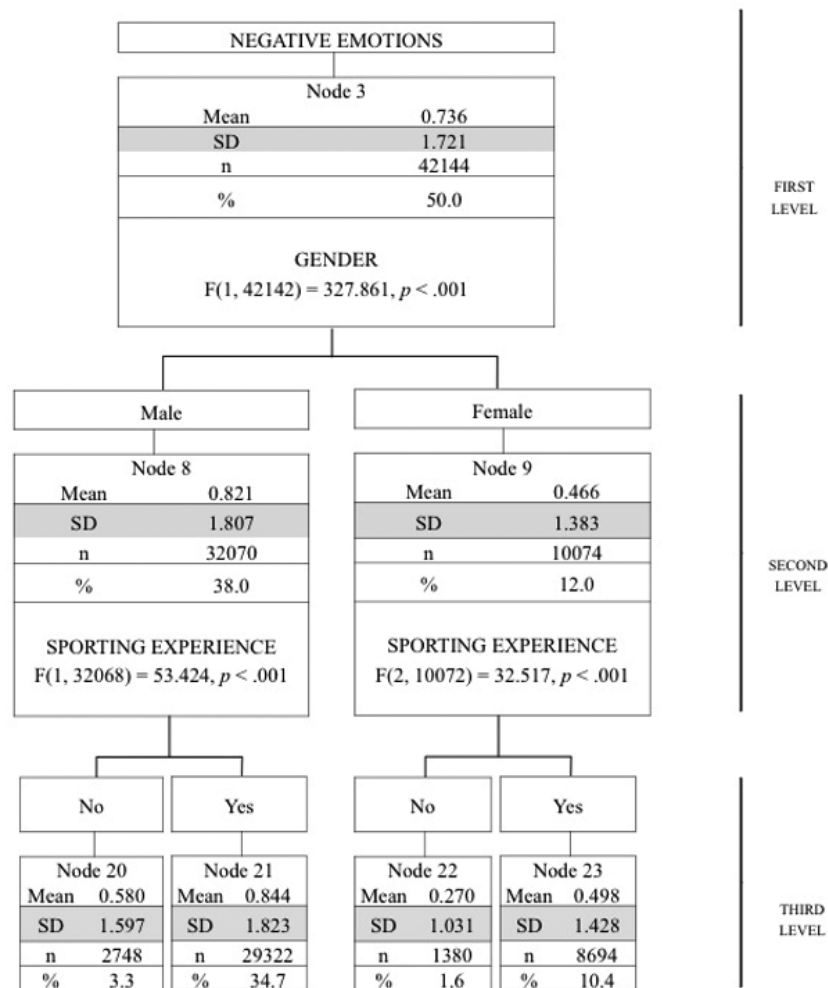 NEGATIVE EMOTIONS
Node 3
Mean 0.736
SD 1.721
n 42144
% 50.0
GENDER
F(1, 42142) = 327.861, p < .001
FIRST
LEVEL
Male
Female
Node 8
Mean 0.821
SD 1.807
n 32070
% 38.0
SPORTING EXPERIENCE
F(1, 32068) = 53.424, p < .001
Node 9
Mean 0.466
SD 1.383
n 10074
% 12.0
SPORTING EXPERIENCE
F(2, 10072) = 32.517, p < .001
SECOND
LEVEL
No
Yes
No
Yes
Node 20
Mean 0.580
SD 1.597
n 2748
% 3.3
Node 21
Mean 0.844
SD 1.823
n 29322
% 34.7
Node 22
Mean 0.270
SD 1.031
n 1380
% 1.6
Node 23
Mean 0.498
SD 1.428
n 8694
% 10.4
THIRD
LEVEL